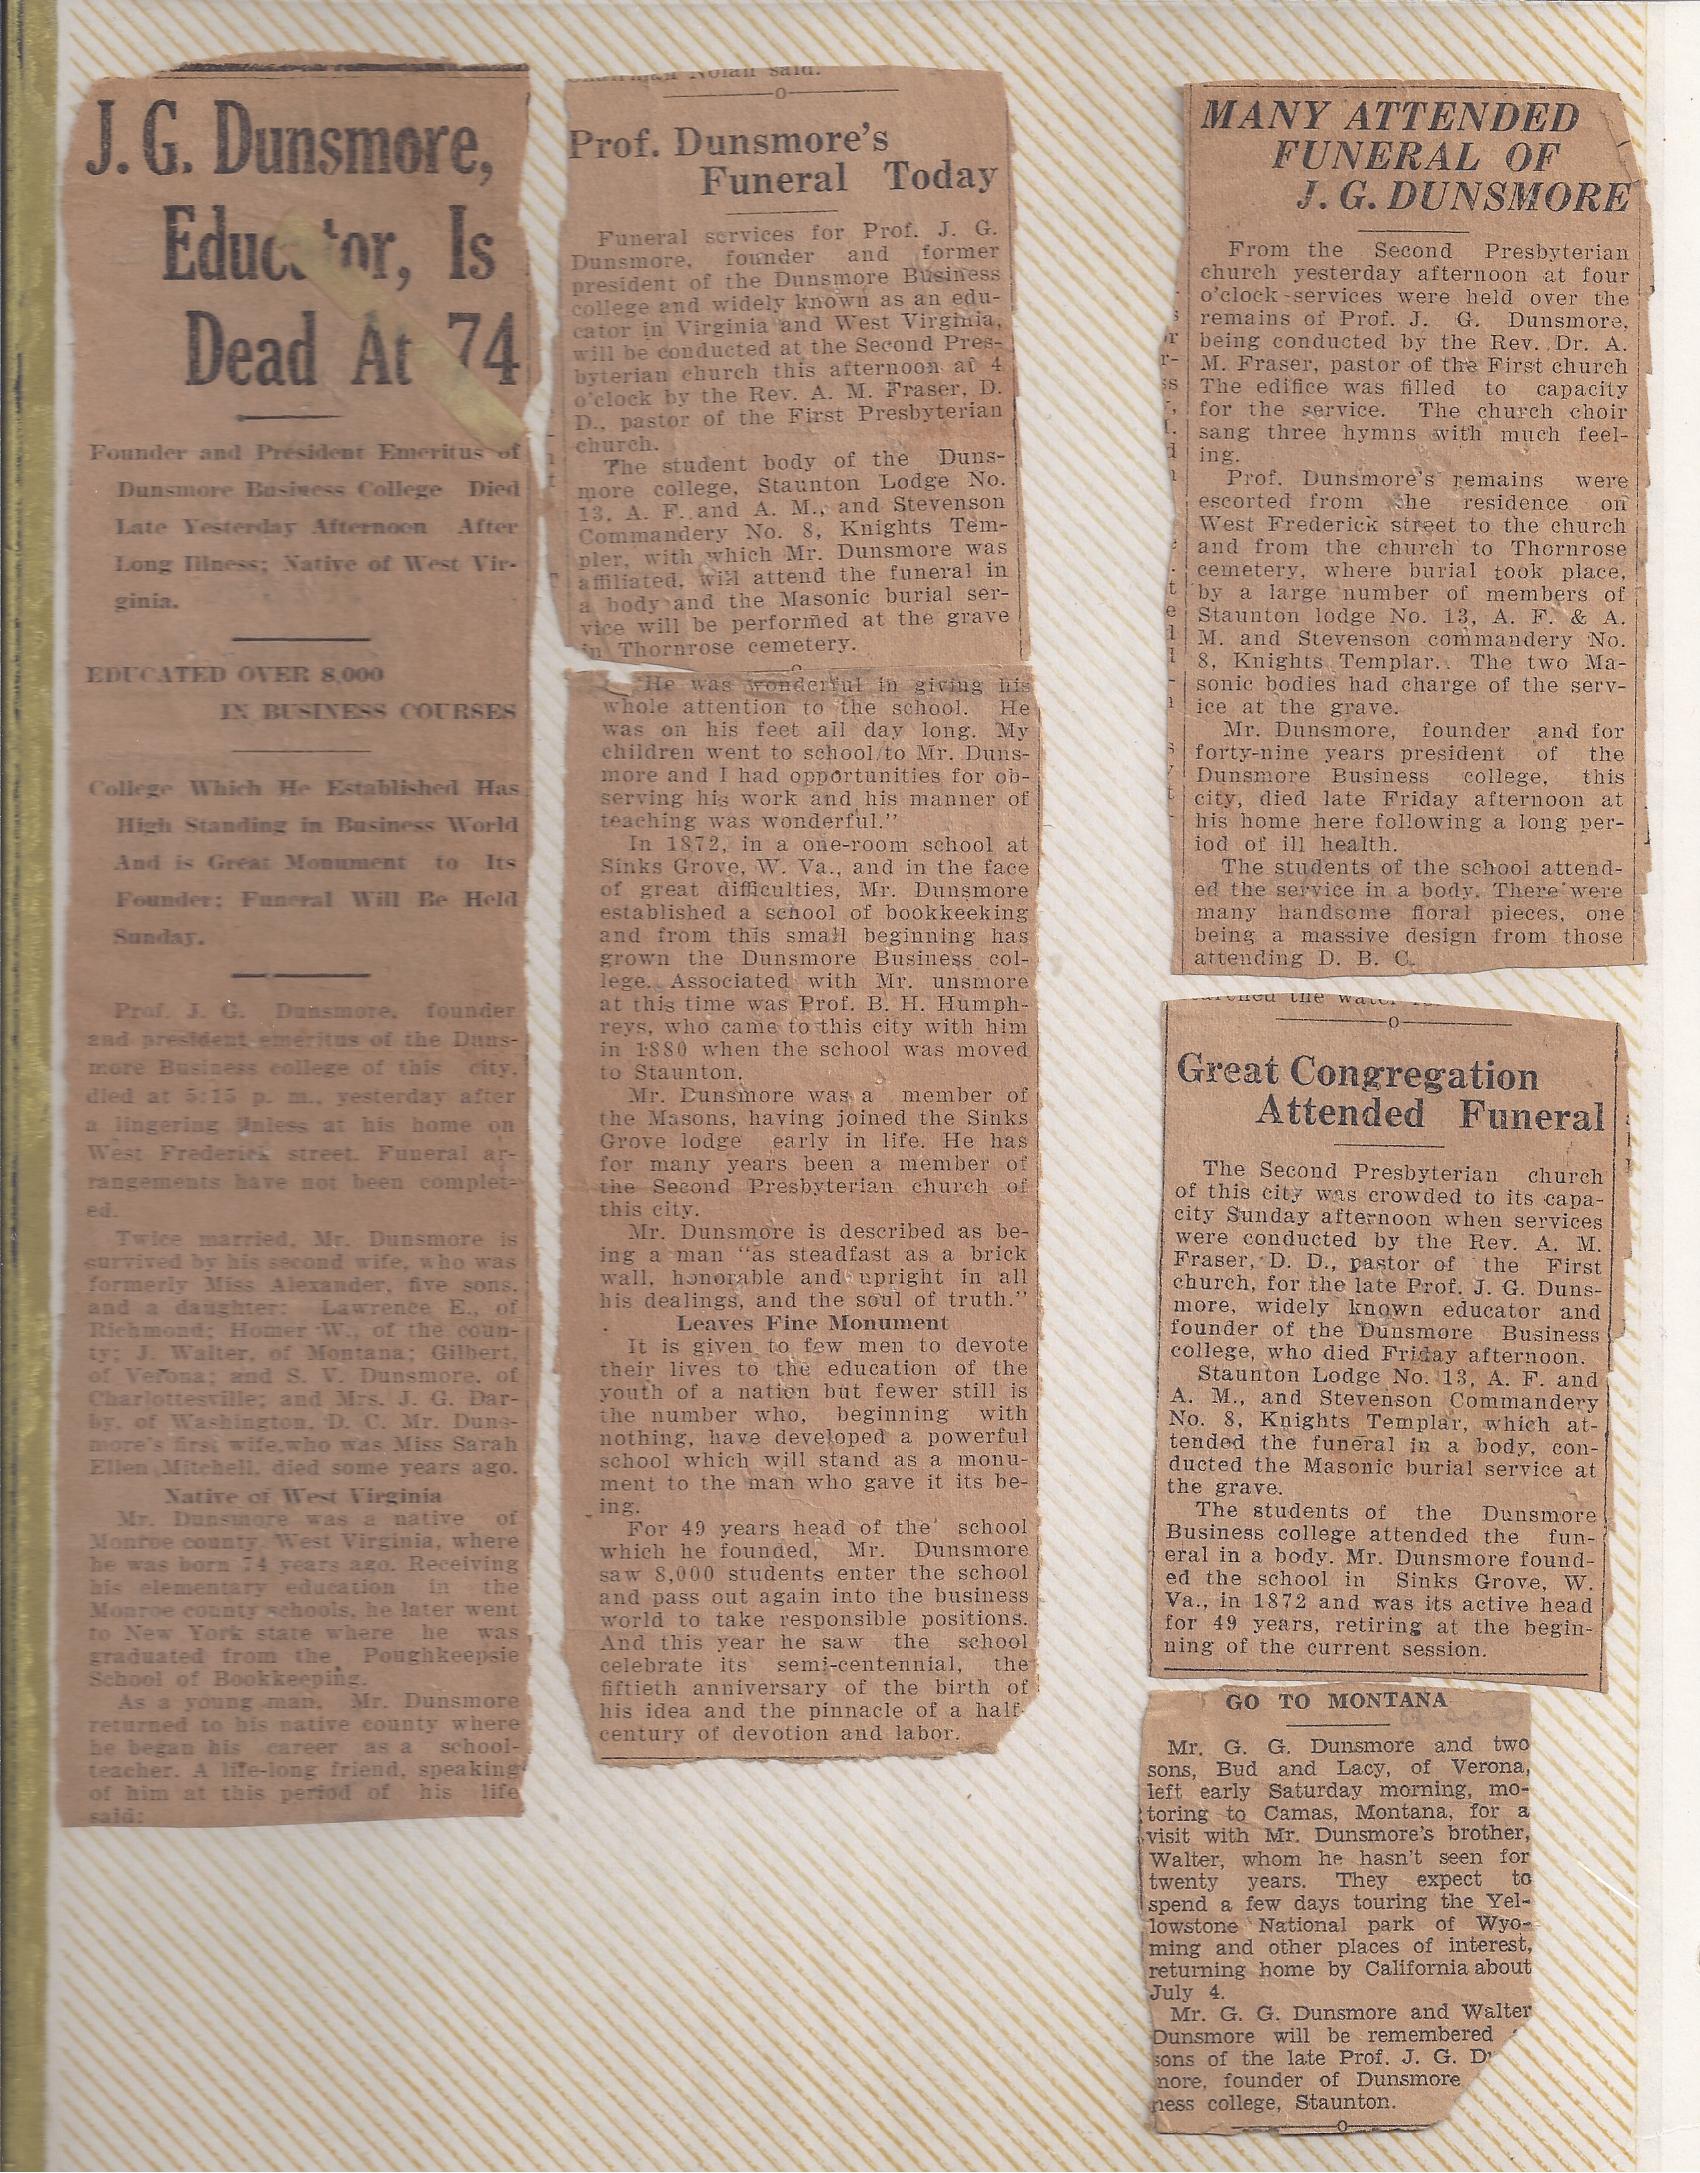 J. G. Dunsmore,
Educator, Is
Dead At 74
Founder and President Emeritus of
Dunsmore Business College Died
Late Yesterday Afternoon After
Long Illness; Native of West Vir-
ginia.
EDUCATED OVER 8,000
IN BUSINESS COURSES
College Which He Established Has
High Standing in Business World
And is Great Monument to Its
Founder; Funeral Will Be Held
Sunday.
Prof. J. G. Dunsmore, founder
and president emeritus of the Duns-
more Business college of this city,
died at 5:15 p. m., yesterday after
a lingering at his home on
West Frederick street. Funeral ar-
rangements have not been complet-
ed.
Twice married, Mr. Dunsmore is
survived by his second wife, who was
formerly Miss Alexander, five sons,
and a daughter: Lawrence E., of
Richmond; Homer W., of the coun-
ty; J. Walter, of Montana; Gilbert,
of Verona; and S. V. Dunsmore, of
Charlottesville; and Mrs. J. G. Dar-
by, of Washington, D. C. Mr. Duns-
more's first wife, who was Miss Sarah
Ellen Mitchell, died some years ago.
Native of West Virginia
Mr. Dunsmore was a native of
Monroe county, West Virginia, where
he was born 74 years ago. Receiving
his elementary education in the
Monroe county schools, he later went
to New York state where he was
graduated from the Poughkeepsie
School of Bookkeeping.
As a young man, Mr. Dunsmore
returned to his native county where
he began his career as a school-
teacher. A life-long friend, speaking
of him at this period of his life
said:
Nolan said.
Prof. Dunsmore's
Funeral Today
Funeral services for Prof. J. G.
Dunsmore, founder and former
president of the Dunsmore Business
college and widely known as an edu-
cator in Virginia and West Virginia,
will be conducted at the Second Pres-
byterian church this afternoon at 4
o'clock by the Rev. A. M. Fraser, D.
D., pastor of the First Presbyterian
church.
The student body of the Duns-
more college, Staunton Lodge No.
13, A. F. and A. M., and Stevenson
Commandery No. 8, Knights Tem-
pler, with which Mr. Dunsmore was
affiliated, will attend the funeral in
a body and the Masonic burial ser-
vice will be performed at the grave
in Thornrose cemetery.
He was wonderful in giving his
whole attention to the school. He
was on his feet all day long. My
children went to school to Mr. Duns-
more and I had opportunities for ob-
serving his work and his manner of
teaching was wonderful."
In 1872, in a one-room school at
Sinks Grove, W. Va., and in the face
of great difficulties, Mr. Dunsmore
established a school of bookkeeking
and from this small beginning has
grown the Dunsmore Business col-
lege. Associated with Mr. unsmore
at this time was Prof. B. H. Humph-
reys, who came to this city with him
in 1880 when the school was moved
to Staunton.
Mr. Dunsmore was a member of
the Masons, having joined the Sinks
Grove lodge early in life. He has
for many years been a member of
the Second Presbyterian church of
this city.
Mr. Dunsmore is described as be-
ing a man "as steadfast as a brick
wall, honorable and upright in all
his dealings, and the soul of truth."
Leaves Fine Monument
It is given to few men to devote
their lives to the education of the
youth of a nation but fewer still is
the number who, beginning with
nothing, have developed a powerful
school which will stand as a monu-
ment to the man who gave it its be-
ing.
For 49 years head of the school
which he founded, Mr. Dunsmore
saw 8,000 students enter the school
and pass out again into the business
world to take responsible positions.
And this year he saw the school
celebrate its semi-centennial, the
fiftieth anniversary of the birth of
his idea and the pinnacle of a half-
century of devotion and labor.
MANY ATTENDED
FUNERAL OF
J. G. DUNSMORE
From the Second Presbyterian
church yesterday afternoon at four
o'clock services were held over the
remains of Prof. J. G. Dunsmore,
being conducted by the Rev. Dr. A.
M. Fraser, pastor of the First church
The edifice was filled to capacity
for the service. The church choir
sang three hymns with much feel-
ing.
Prof. Dunsmore's remains were
escorted from the residence on
West Frederick street to the church
and from the church to Thornrose
cemetery, where burial took place,
by a large number of members of
Staunton lodge No. 13, A. F. & A.
M. and Stevenson commandery No.
8, Knights Templar. The two Ma-
sonic bodies had charge of the serv-
ice at the grave.
Mr. Dunsmore, founder and for
forty-nine years president of the
Dunsmore Business college, this
city, died late Friday afternoon at
his home here following a long per-
iod of ill health.
The students of the school attend-
ed the service in a body. There were
many handsome floral pieces, one
being a massive design from those
attending D. B. C.
the water
Great Congregation
Attended Funeral
The Second Presbyterian church
of this city was crowded to its capa-
city Sunday afternoon when services
were conducted by the Rev. A. M.
Fraser, D. D., pastor of the First
church, for the late Prof. J. G. Duns-
more, widely known educator and
founder of the Dunsmore Business
college, who died Friday afternoon.
Staunton Lodge No. 13, A. F. and
A. M., and Stevenson Commandery
No. 8, Knights Templar, which at-
tended the funeral in a body, con-
ducted the Masonic burial service at
the grave.
The students of the Dunsmore
Business college attended the fun-
eral in a body. Mr. Dunsmore found-
ed the school in Sinks Grove, W.
Va., in 1872 and was its active head
for 49 years, retiring at the begin-
ning of the current session.
GO TO MONTANA
Mr. G. G. Dunsmore and two
sons, Bud and Lacy, of Verona,
left early Saturday morning, mo-
toring to Camas, Montana, for a
visit with Mr. Dunsmore's brother,
Walter, whom he hasn't seen for
twenty years. They expect to
spend a few days touring the Yel-
lowstone National park of Wyo-
ming and other places of interest,
returning home by California about
July 4.
Mr. G. G. Dunsmore and Walter
Dunsmore will be remembered
sons of the late Prof. J. G. Du
more, founder of Dunsmore
ness college, Staunton.